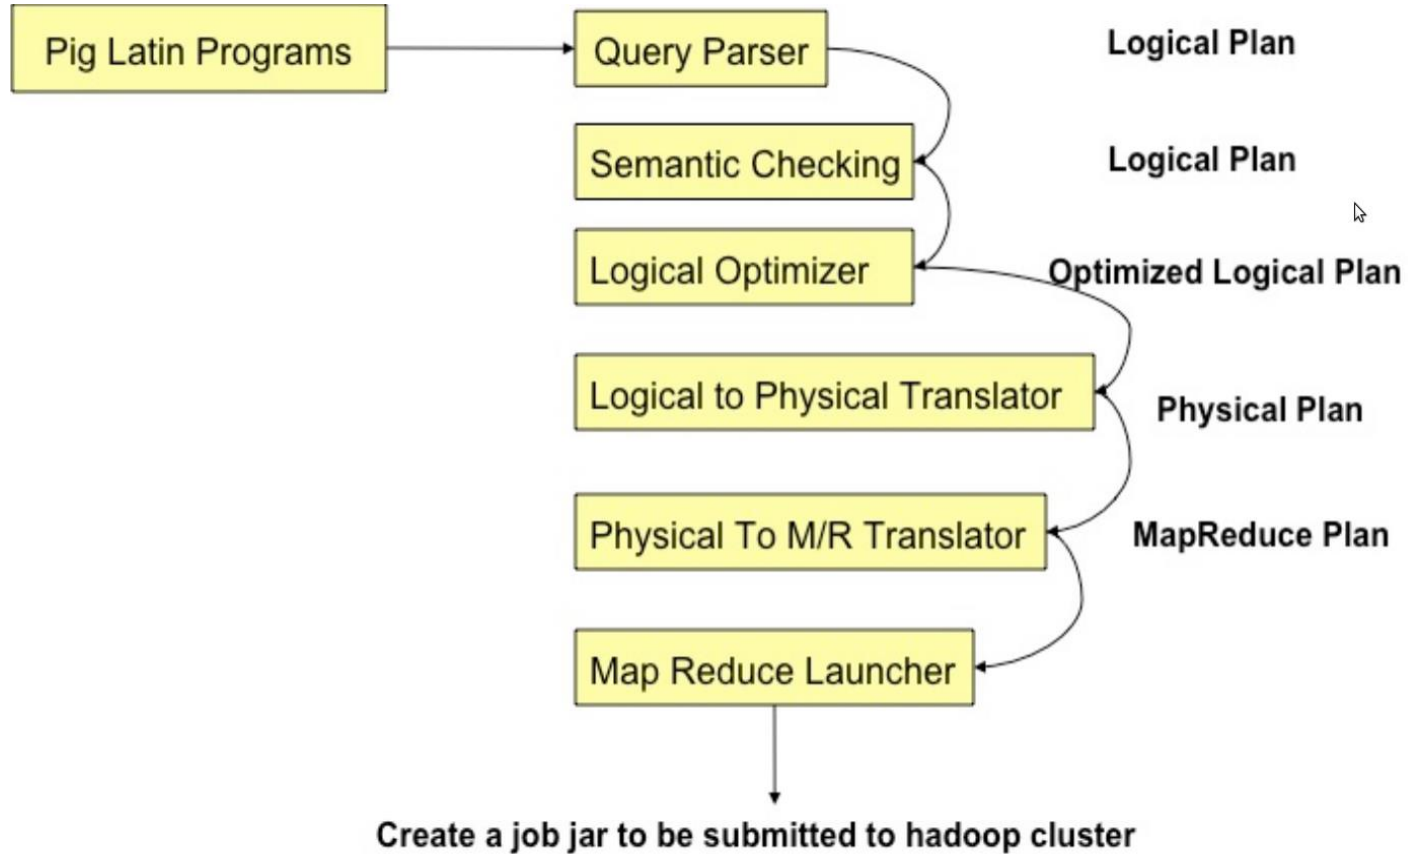 Pig Latin Programs
Query Parser
Logical Plan
Semantic Checking
Logical Plan
Logical Optimizer
Optimized Logical Plan
Logical to Physical Translator
Physical Plan
Physical To M/R Translator
MapReduce Plan
Map Reduce Launcher
Create a job jar to be submitted to hadoop cluster